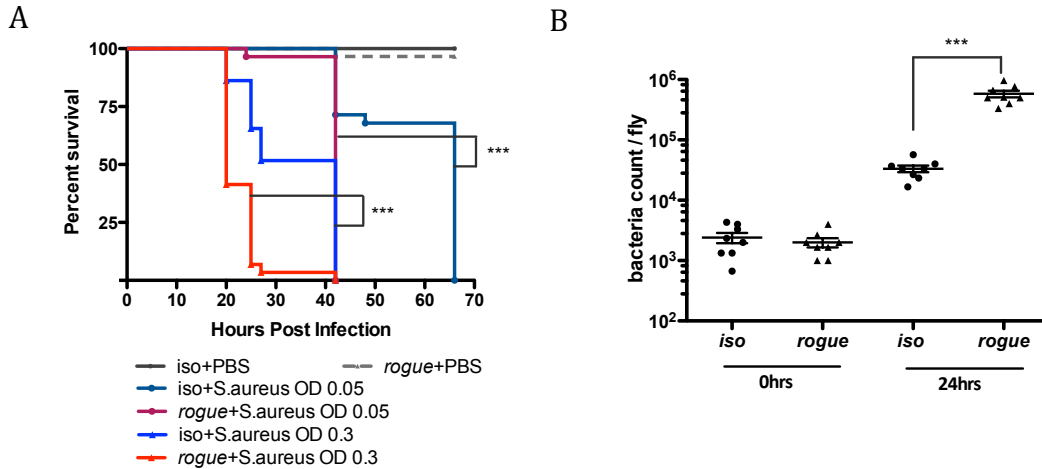 A
Percent survival
100
75
50
25
0 10 20 30 40 50 60 70
Hours Post Infection
***
***
iso+PBS
rogue+PBS
iso+S.aureus OD 0.05
rogue+S.aureus OD 0.05
iso+S.aureus OD 0.3
rogue+S.aureus OD 0.3
B
***
bacteria count / fly
10⁶
10⁵
10⁴
10³
10²
iso rogue iso rogue
0hrs 24hrs